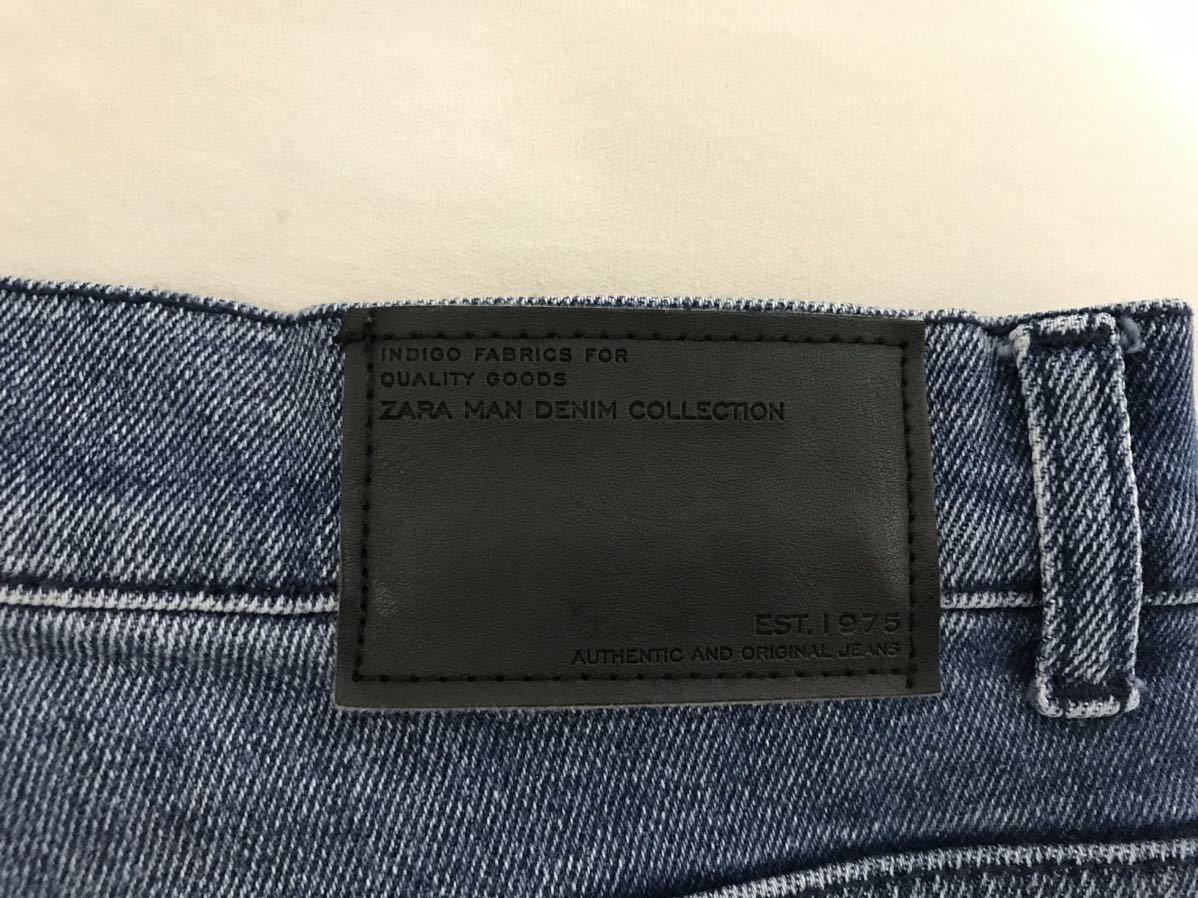 INDIGO FABRICS FOR
QUALITY GOODS
ZARA MAN DENIM COLLECTION
EST. 1975
AUTHENTIC AND ORIGINAL JEANS